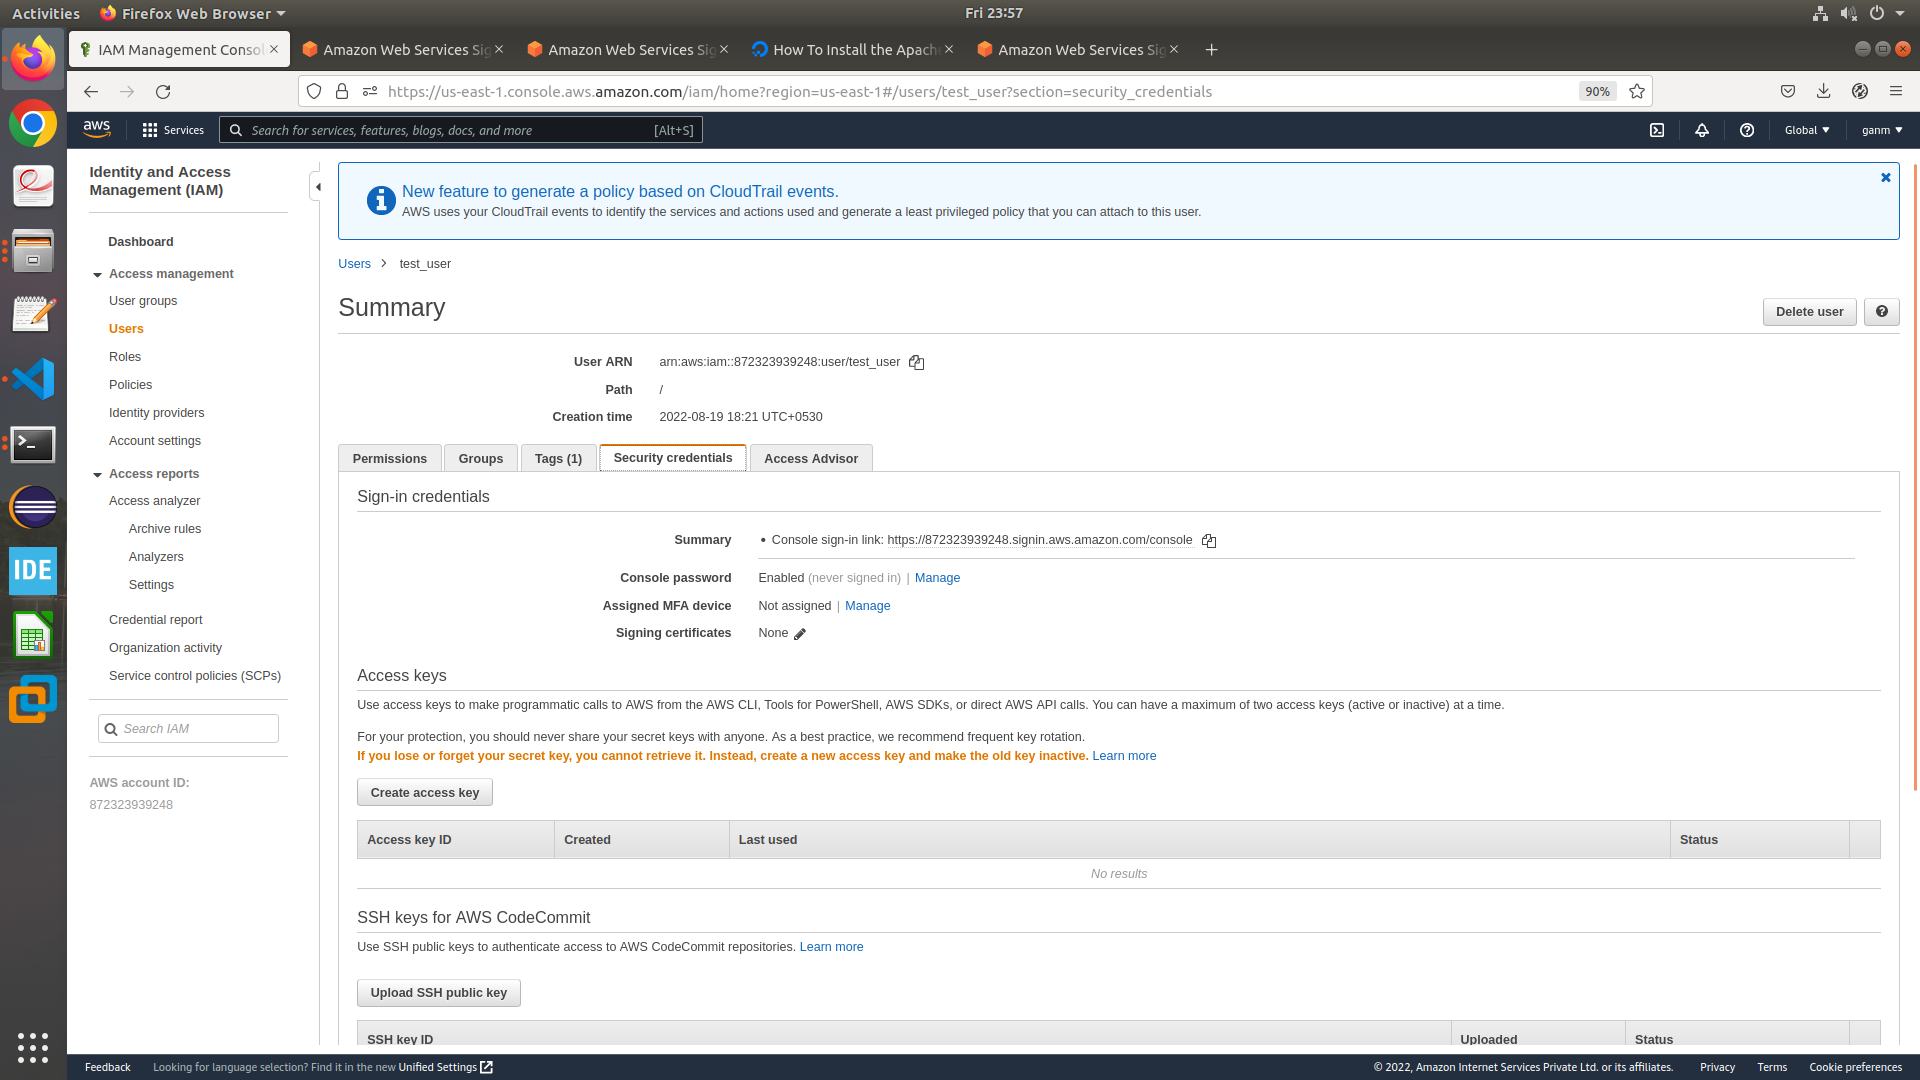 Activities
Firefox Web Browser
Fri 23:57
IAM Management Consol
Amazon Web Services Sig
Amazon Web Services Sig
How To Install the Apach
Amazon Web Services Sig
https://us-east-1.console.aws.amazon.com/iam/home?region=us-east-1#/users/test_user?section=security_credentials
90%
aws
Services
Search for services, features, blogs, docs, and more
[Alt+S]
Global
ganm
Identity and Access
Management (IAM)
Dashboard
Access management
User groups
Users
Roles
Policies
Identity providers
Account settings
Access reports
Access analyzer
Archive rules
Analyzers
Settings
Credential report
Organization activity
Service control policies (SCPs)
Search IAM
AWS account ID:
872323939248
IDE
New feature to generate a policy based on CloudTrail events.
AWS uses your CloudTrail events to identify the services and actions used and generate a least privileged policy that you can attach to this user.
Users > test_user
Summary
Delete user
User ARN arn:aws:iam::872323939248:user/test_user
Path /
Creation time 2022-08-19 18:21 UTC+0530
Permissions
Groups
Tags (1)
Security credentials
Access Advisor
Sign-in credentials
Summary • Console sign-in link: https://872323939248.signin.aws.amazon.com/console
Console password Enabled (never signed in) | Manage
Assigned MFA device Not assigned | Manage
Signing certificates None
Access keys
Use access keys to make programmatic calls to AWS from the AWS CLI, Tools for PowerShell, AWS SDKs, or direct AWS API calls. You can have a maximum of two access keys (active or inactive) at a time.
For your protection, you should never share your secret keys with anyone. As a best practice, we recommend frequent key rotation.
If you lose or forget your secret key, you cannot retrieve it. Instead, create a new access key and make the old key inactive. Learn more
Create access key
Access key ID Created Last used Status
No results
SSH keys for AWS CodeCommit
Use SSH public keys to authenticate access to AWS CodeCommit repositories. Learn more
Upload SSH public key
SSH key ID Uploaded Status
Feedback
Looking for language selection? Find it in the new Unified Settings
© 2022, Amazon Internet Services Private Ltd. or its affiliates.
Privacy
Terms
Cookie preferences